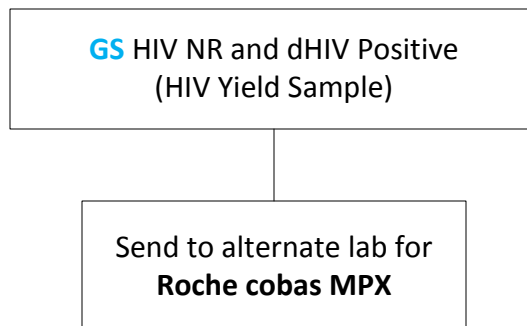 GS HIV NR and dHIV Positive
(HIV Yield Sample)
Send to alternate lab for
Roche cobas MPX